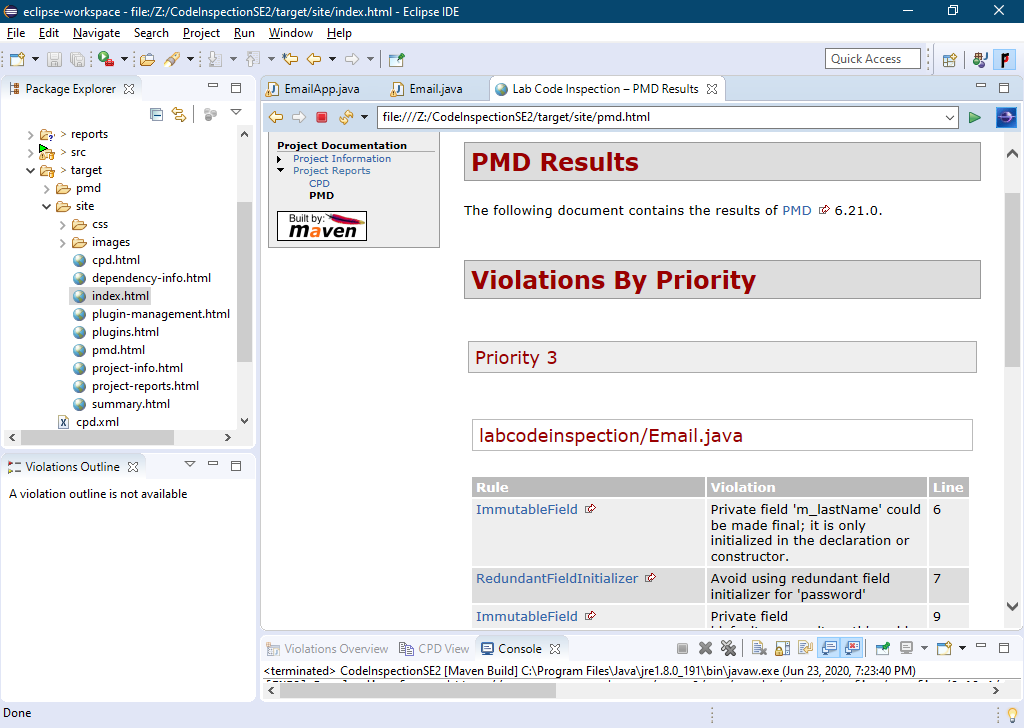 eclipse-workspace - file:/Z:/CodeInspectionSE2/target/site/index.html - Eclipse IDE
File Edit Navigate Search Project Run Window Help
Quick Access
Package Explorer
> reports
> src
> target
pmd
site
css
images
cpd.html
dependency-info.html
index.html
plugin-management.html
plugins.html
pmd.html
project-info.html
project-reports.html
summary.html
cpd.xml
Violations Outline
A violation outline is not available
EmailApp.java Email.java Lab Code Inspection – PMD Results
file:///Z:/CodeInspectionSE2/target/site/pmd.html
Project Documentation
Project Information
Project Reports
CPD
PMD
Built by:
maven
PMD Results
The following document contains the results of PMD 6.21.0.
Violations By Priority
Priority 3
labcodeinspection/Email.java
Rule Violation Line
ImmutableField Private field 'm_lastName' could 6
be made final; it is only
initialized in the declaration or
constructor.
RedundantFieldInitializer Avoid using redundant field 7
initializer for 'password'
ImmutableField Private field 9
Violations Overview CPD View Console
<terminated> CodeInspectionSE2 [Maven Build] C:\Program Files\Java\jre1.8.0_191\bin\javaw.exe (Jun 23, 2020, 7:23:40 PM)
Done